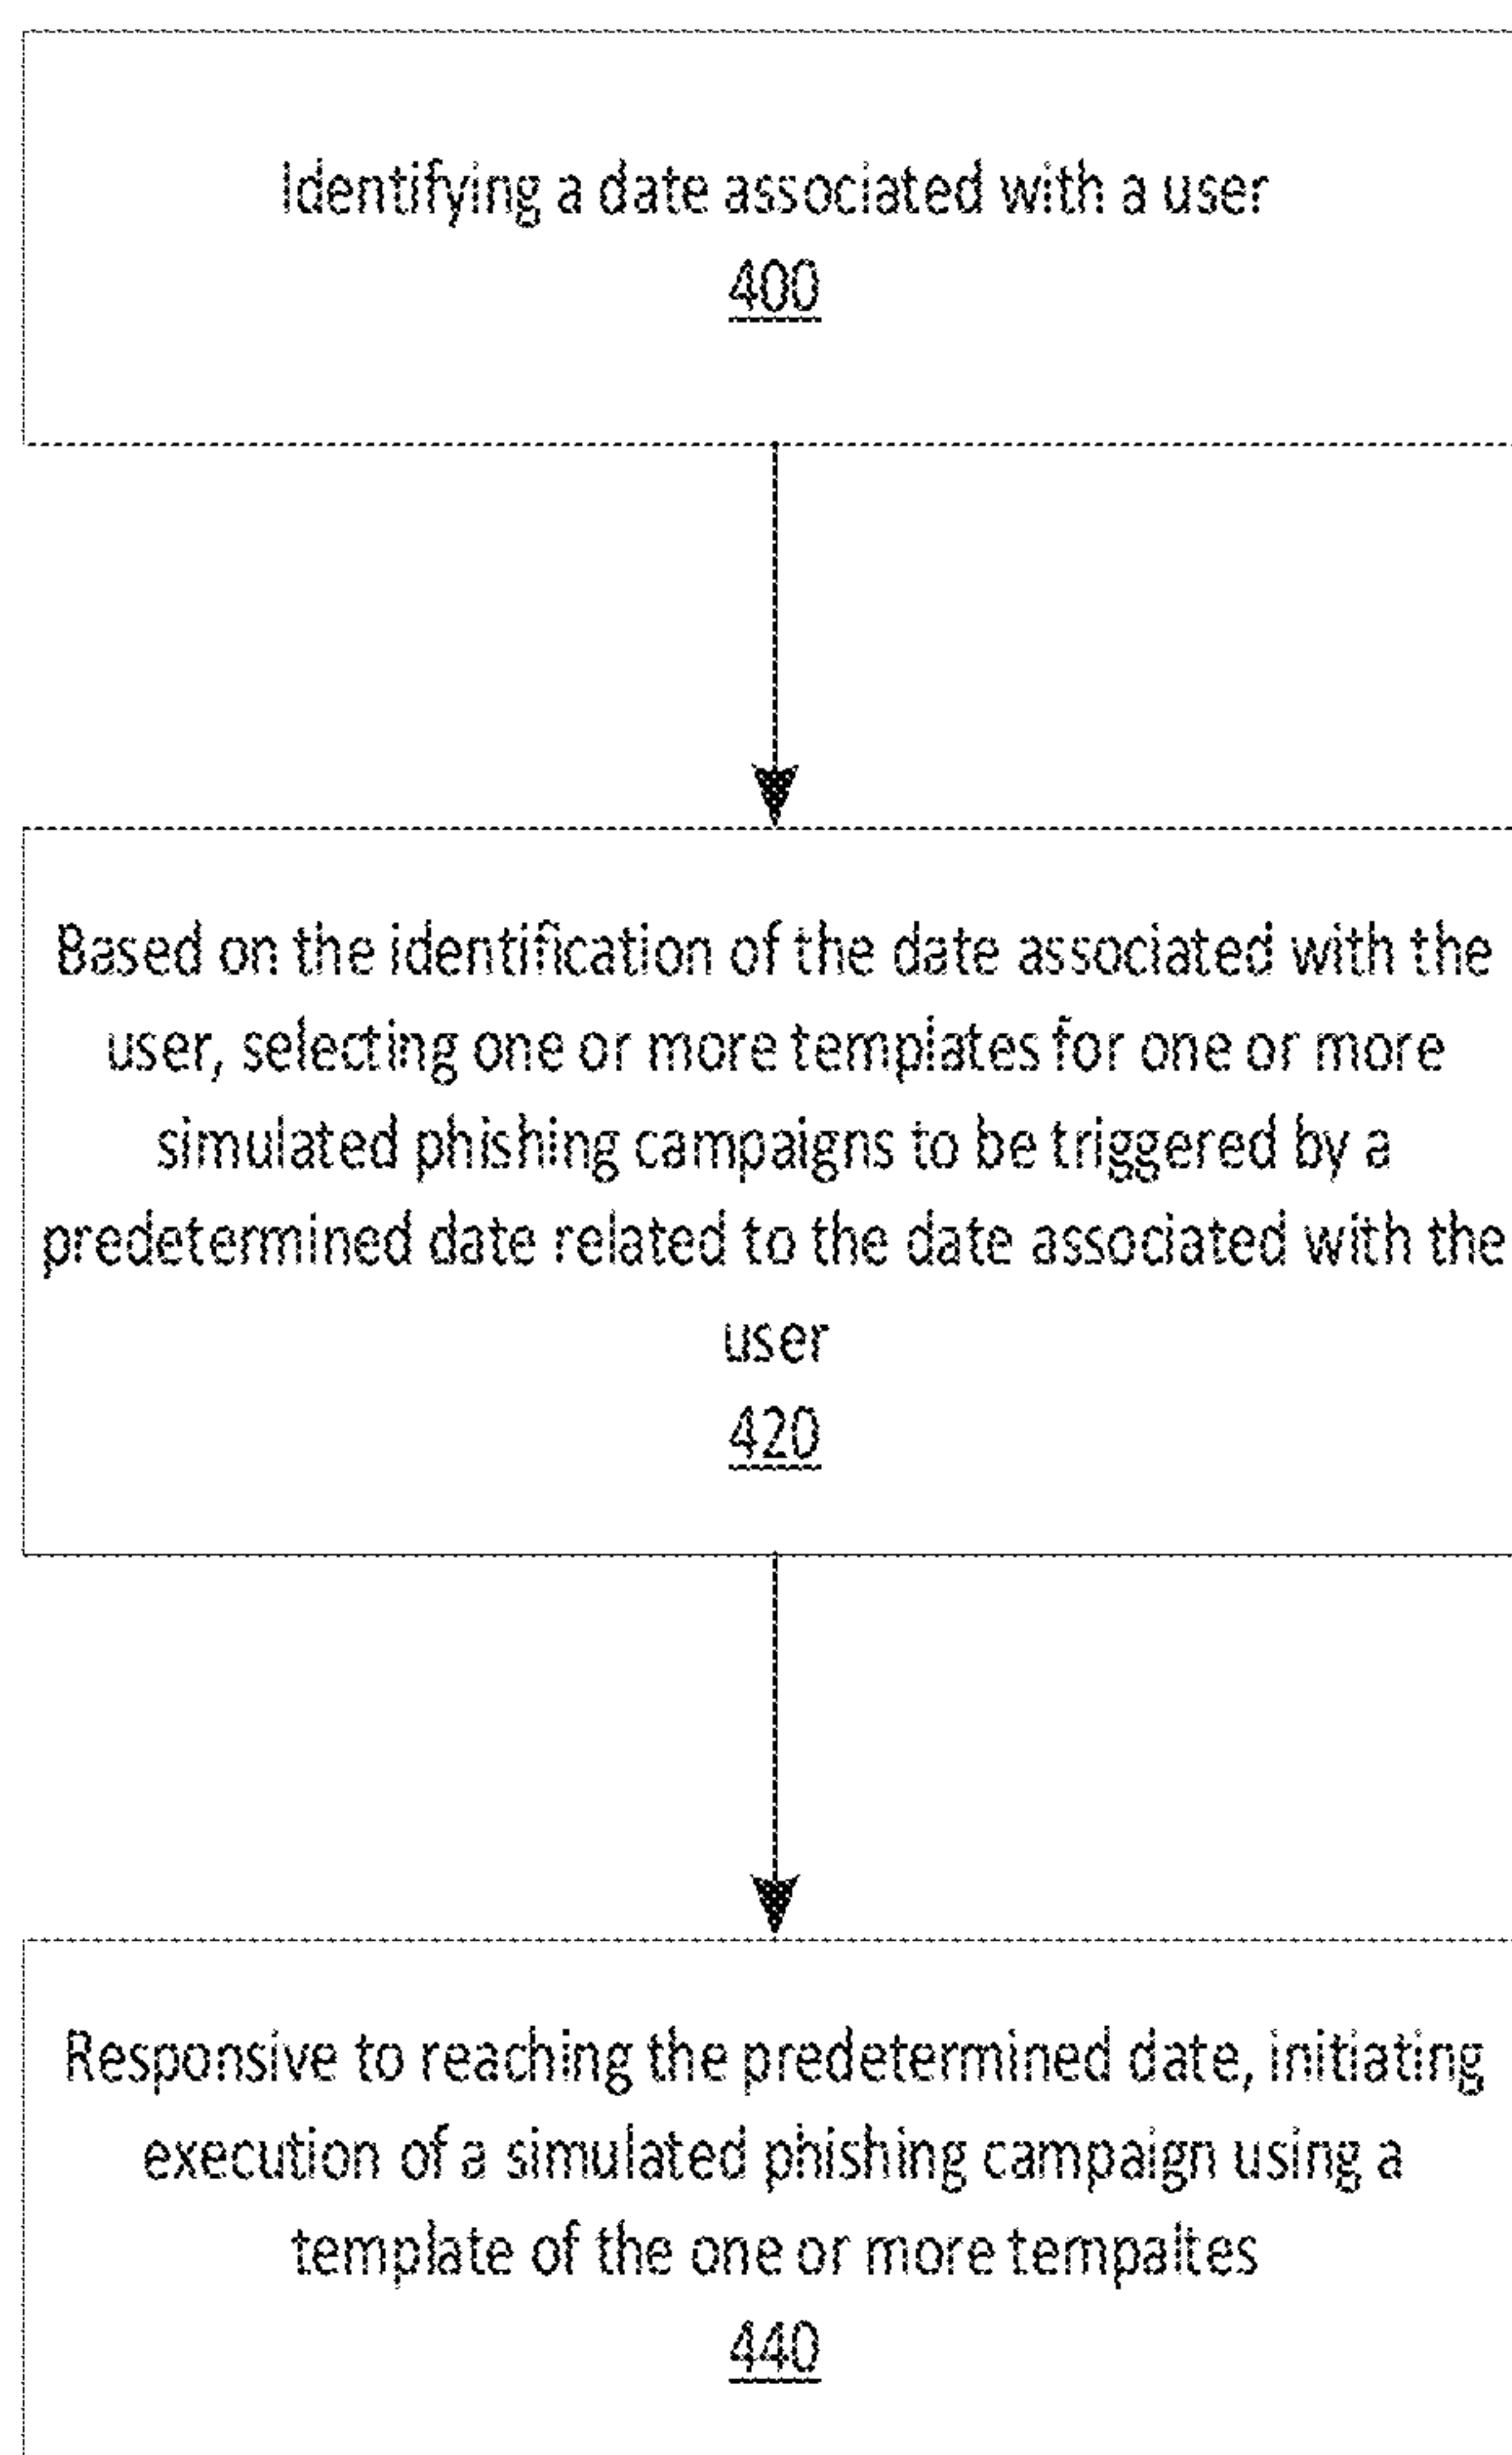 Identifying a date associated with a user
400
Based on the identification of the date associated with the
user, selecting one or more templates for one or more
simulated phishing campaigns to be triggered by a
predetermined date related to the date associated with the
user
420
Responsive to reaching the predetermined date, initiating
execution of a simulated phishing campaign using a
template of the one or more tempaltes
440